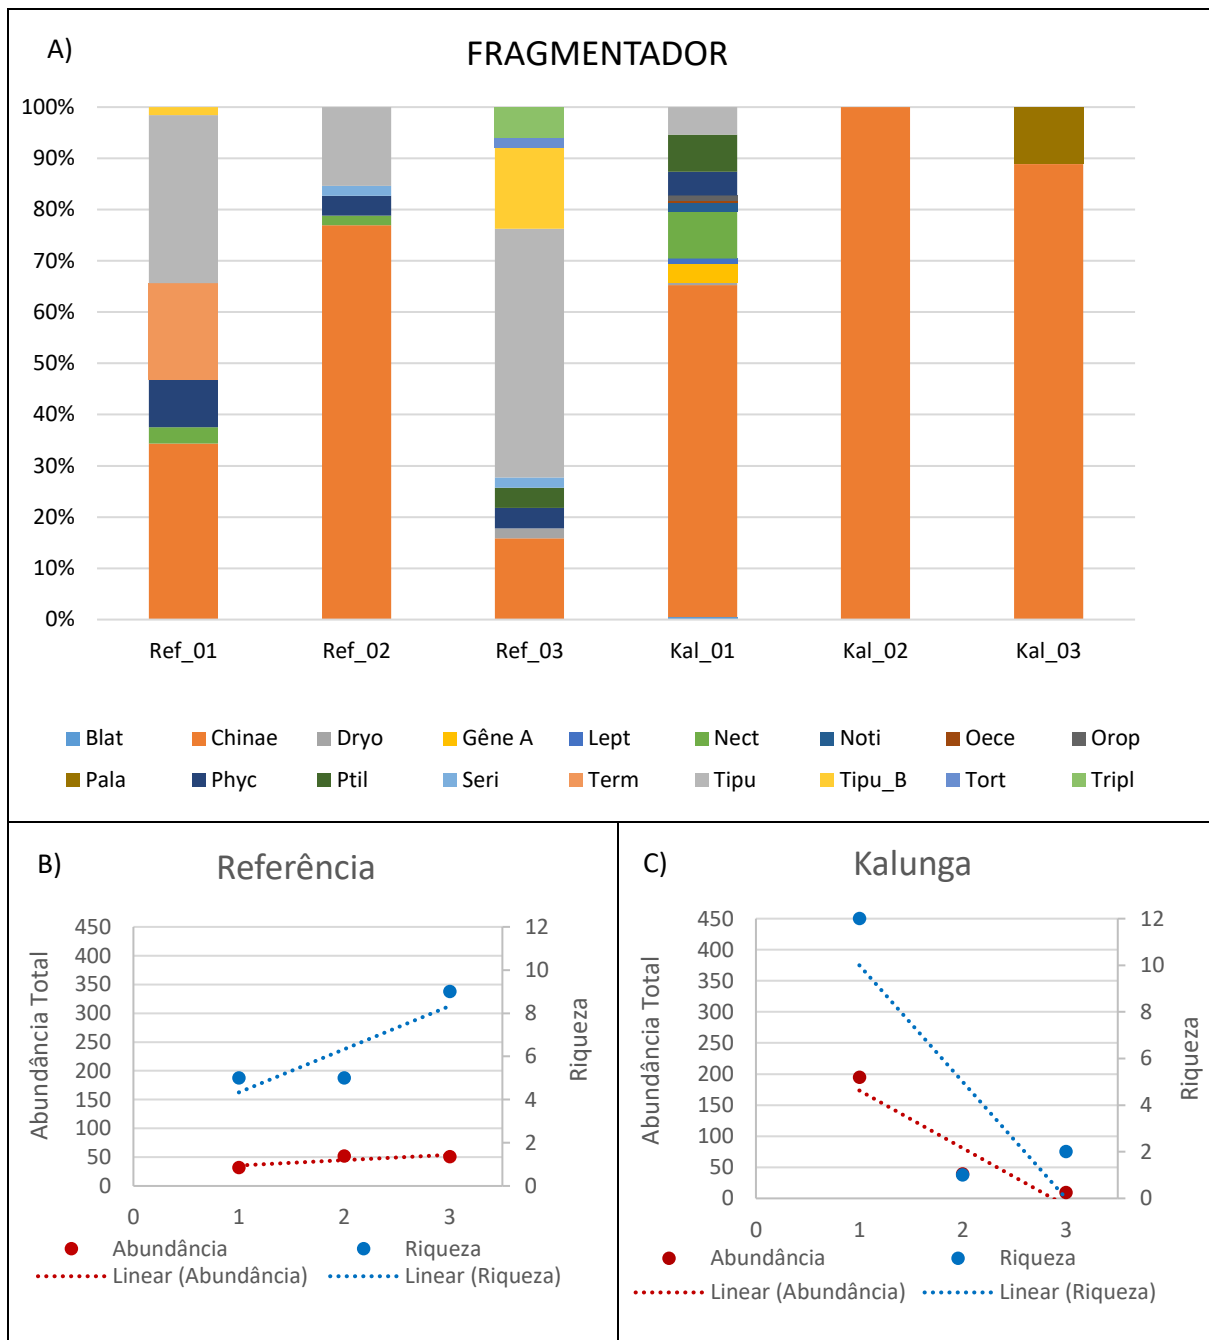 A)
FRAGMENTADOR
100%
90%
80%
70%
60%
50%
40%
30%
20%
10%
0%
Ref_01 Ref_02 Ref_03 Kal_01 Kal_02 Kal_03
Blat Chinae Dryo Gêne A Lept Nect Noti Oece Orop
Pala Phyc Ptil Seri Term Tipu Tipu_B Tort Tripl
B)
Referência
Abundância Total
450
400
350
300
250
200
150
100
50
0
12
10
8
6
4
2
0
Riqueza
0 1 2 3
Abundância Riqueza
Linear (Abundância) Linear (Riqueza)
C)
Kalunga
Abundância Total
450
400
350
300
250
200
150
100
50
0
12
10
8
6
4
2
0
Riqueza
0 1 2 3
Abundância Riqueza
Linear (Abundância) Linear (Riqueza)